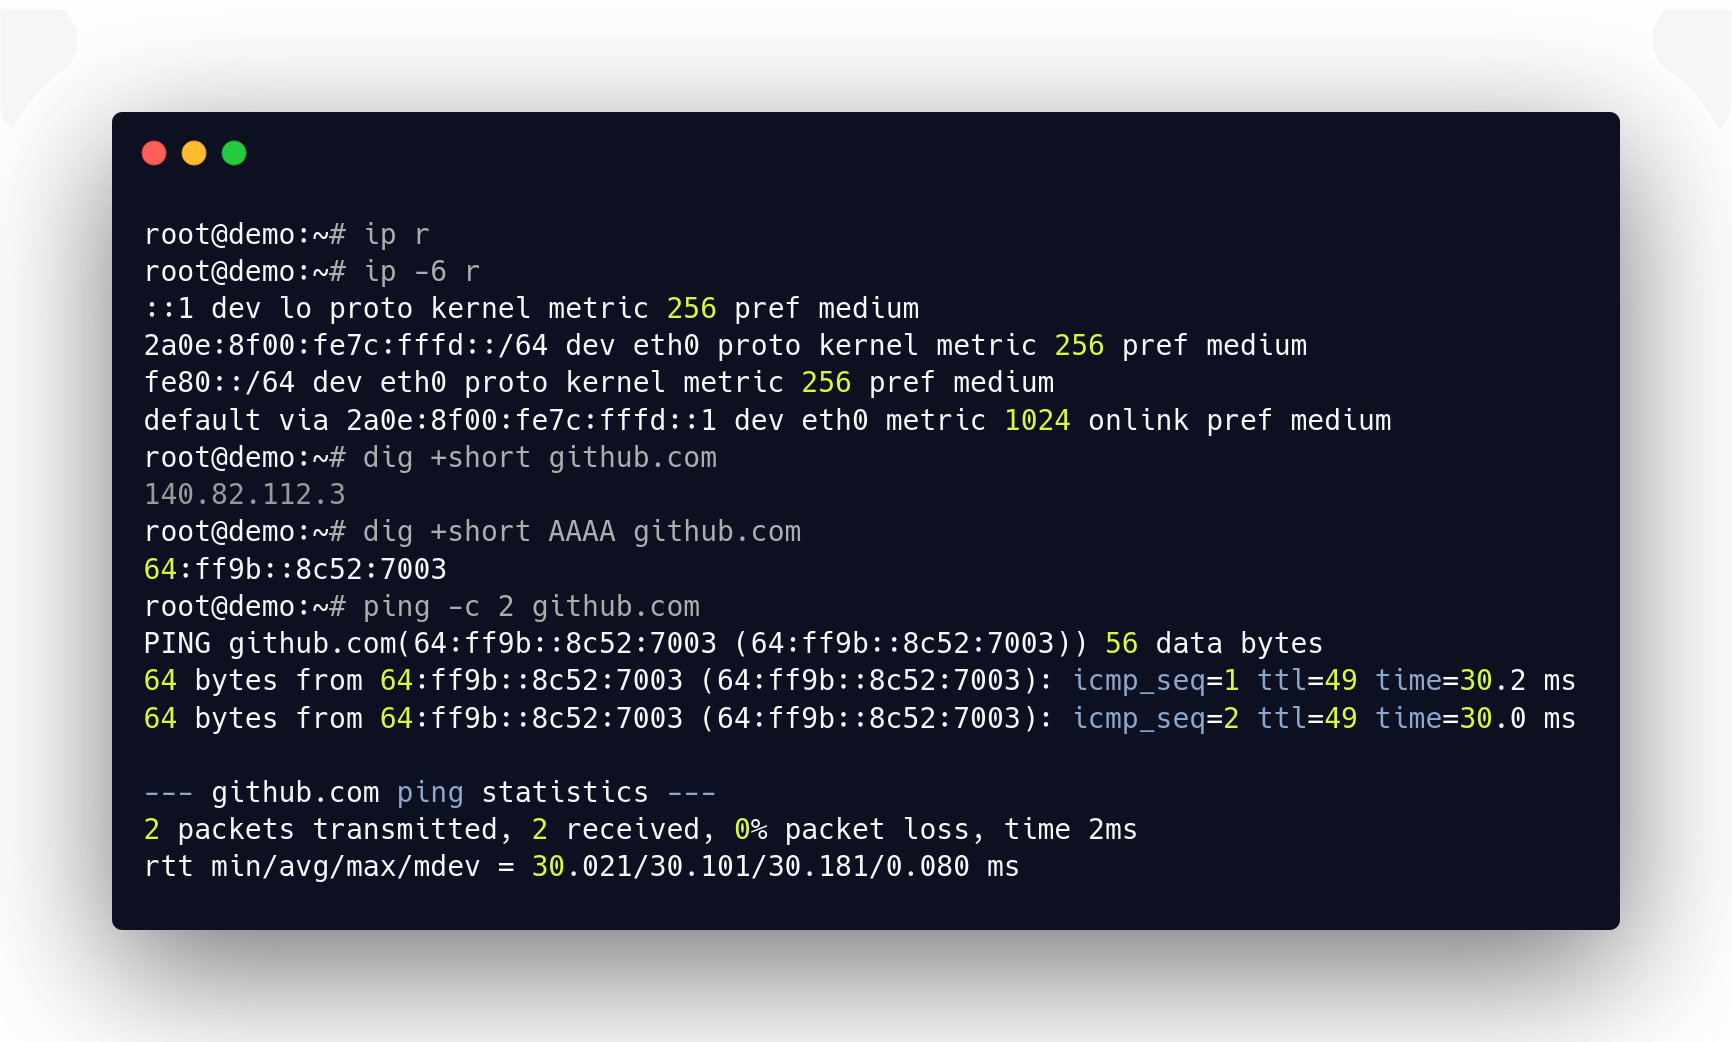 root@demo:~# ip r
root@demo:~# ip -6 r
::1 dev lo proto kernel metric 256 pref medium
2a0e:8f00:fe7c:fffd::/64 dev eth0 proto kernel metric 256 pref medium
fe80::/64 dev eth0 proto kernel metric 256 pref medium
default via 2a0e:8f00:fe7c:fffd::1 dev eth0 metric 1024 onlink pref medium
root@demo:~# dig +short github.com
140.82.112.3
root@demo:~# dig +short AAAA github.com
64:ff9b::8c52:7003
root@demo:~# ping -c 2 github.com
PING github.com(64:ff9b::8c52:7003 (64:ff9b::8c52:7003)) 56 data bytes
64 bytes from 64:ff9b::8c52:7003 (64:ff9b::8c52:7003): icmp_seq=1 ttl=49 time=30.2 ms
64 bytes from 64:ff9b::8c52:7003 (64:ff9b::8c52:7003): icmp_seq=2 ttl=49 time=30.0 ms
--- github.com ping statistics ---
2 packets transmitted, 2 received, 0% packet loss, time 2ms
rtt min/avg/max/mdev = 30.021/30.101/30.181/0.080 ms